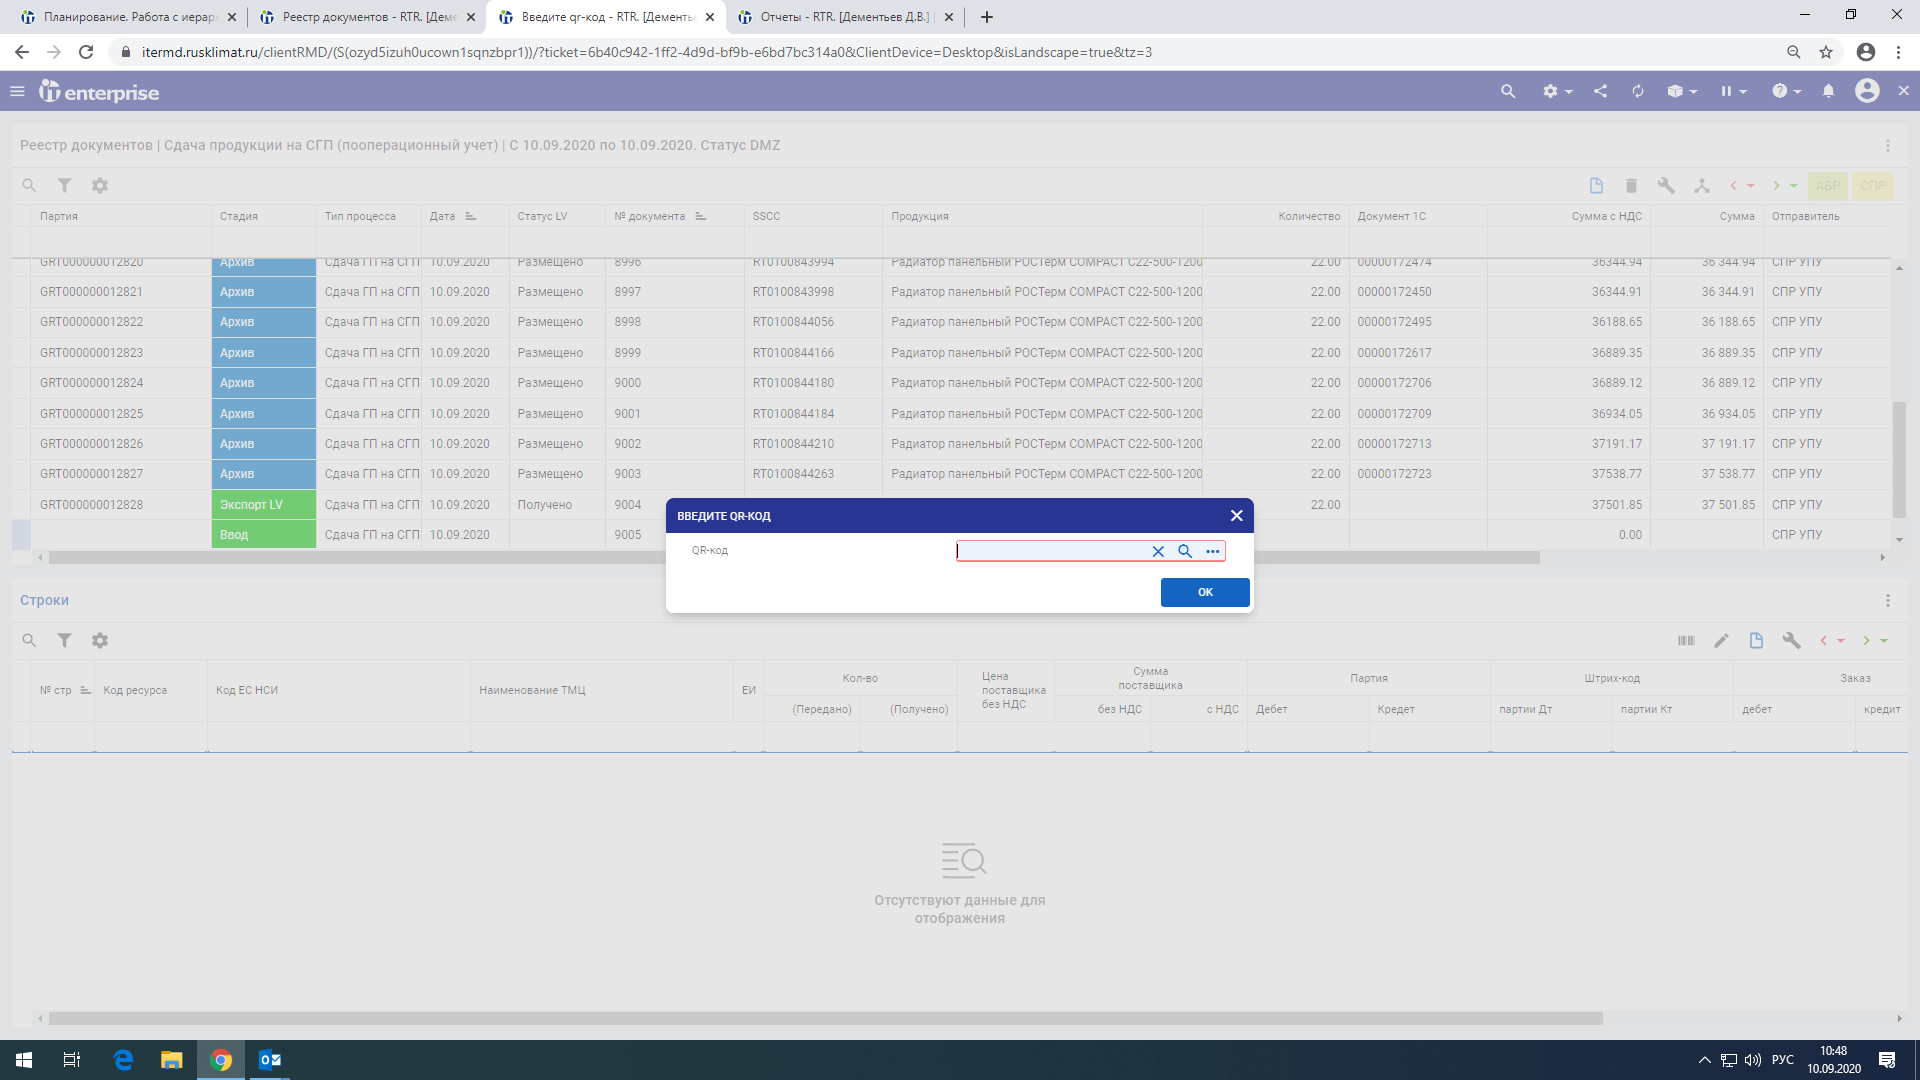 Планирование. Работа с иерар
Реестр документов - RTR. [Деме
Введите qr-код - RTR. [Дементь
Отчеты - RTR. [Дементьев Д.В.]
itermd.rusklimat.ru/clientRMD/(S(ozyd5izuh0ucown1sqnzbpr1))/?ticket=6b40c942-1ff2-4d9d-bf9b-e6bd7bc314a0&ClientDevice=Desktop&isLandscape=true&tz=3
enterprise
Реестр документов | Сдача продукции на СГП (пооперационный учет) | С 10.09.2020 по 10.09.2020. Статус DMZ
АБР СПР
Партия Стадия Тип процесса Дата Статус LV № документа SSCC Продукция Количество Документ 1С Сумма с НДС Сумма Отправитель
GRT000000012820 Архив Сдача ГП на СГП 10.09.2020 Размещено 8996 RT0100843994 Радиатор панельный РОСТерм COMPACT C22-500-1200 22.00 00000172474 36344.94 36 344.94 СПР УПУ
GRT000000012821 Архив Сдача ГП на СГП 10.09.2020 Размещено 8997 RT0100843998 Радиатор панельный РОСТерм COMPACT C22-500-1200 22.00 00000172450 36344.91 36 344.91 СПР УПУ
GRT000000012822 Архив Сдача ГП на СГП 10.09.2020 Размещено 8998 RT0100844056 Радиатор панельный РОСТерм COMPACT C22-500-1200 22.00 00000172495 36188.65 36 188.65 СПР УПУ
GRT000000012823 Архив Сдача ГП на СГП 10.09.2020 Размещено 8999 RT0100844166 Радиатор панельный РОСТерм COMPACT C22-500-1200 22.00 00000172617 36889.35 36 889.35 СПР УПУ
GRT000000012824 Архив Сдача ГП на СГП 10.09.2020 Размещено 9000 RT0100844180 Радиатор панельный РОСТерм COMPACT C22-500-1200 22.00 00000172706 36889.12 36 889.12 СПР УПУ
GRT000000012825 Архив Сдача ГП на СГП 10.09.2020 Размещено 9001 RT0100844184 Радиатор панельный РОСТерм COMPACT C22-500-1200 22.00 00000172709 36934.05 36 934.05 СПР УПУ
GRT000000012826 Архив Сдача ГП на СГП 10.09.2020 Размещено 9002 RT0100844210 Радиатор панельный РОСТерм COMPACT C22-500-1200 22.00 00000172713 37191.17 37 191.17 СПР УПУ
GRT000000012827 Архив Сдача ГП на СГП 10.09.2020 Размещено 9003 RT0100844263 Радиатор панельный РОСТерм COMPACT C22-500-1200 22.00 00000172723 37538.77 37 538.77 СПР УПУ
GRT000000012828 Экспорт LV Сдача ГП на СГП 10.09.2020 Получено 9004 22.00 37501.85 37 501.85 СПР УПУ
Ввод Сдача ГП на СГП 10.09.2020 9005 0.00 СПР УПУ
ВВЕДИТЕ QR-КОД
QR-код
OK
Строки
№ стр Код ресурса Код ЕС НСИ Наименование ТМЦ ЕИ Кол-во Цена поставщика без НДС Сумма поставщика Партия Штрих-код Заказ
(Передано) (Получено) без НДС с НДС Дебет Кредет партии Дт партии Кт дебет кредит
Отсутствуют данные для
отображения
РУС
10:48
10.09.2020